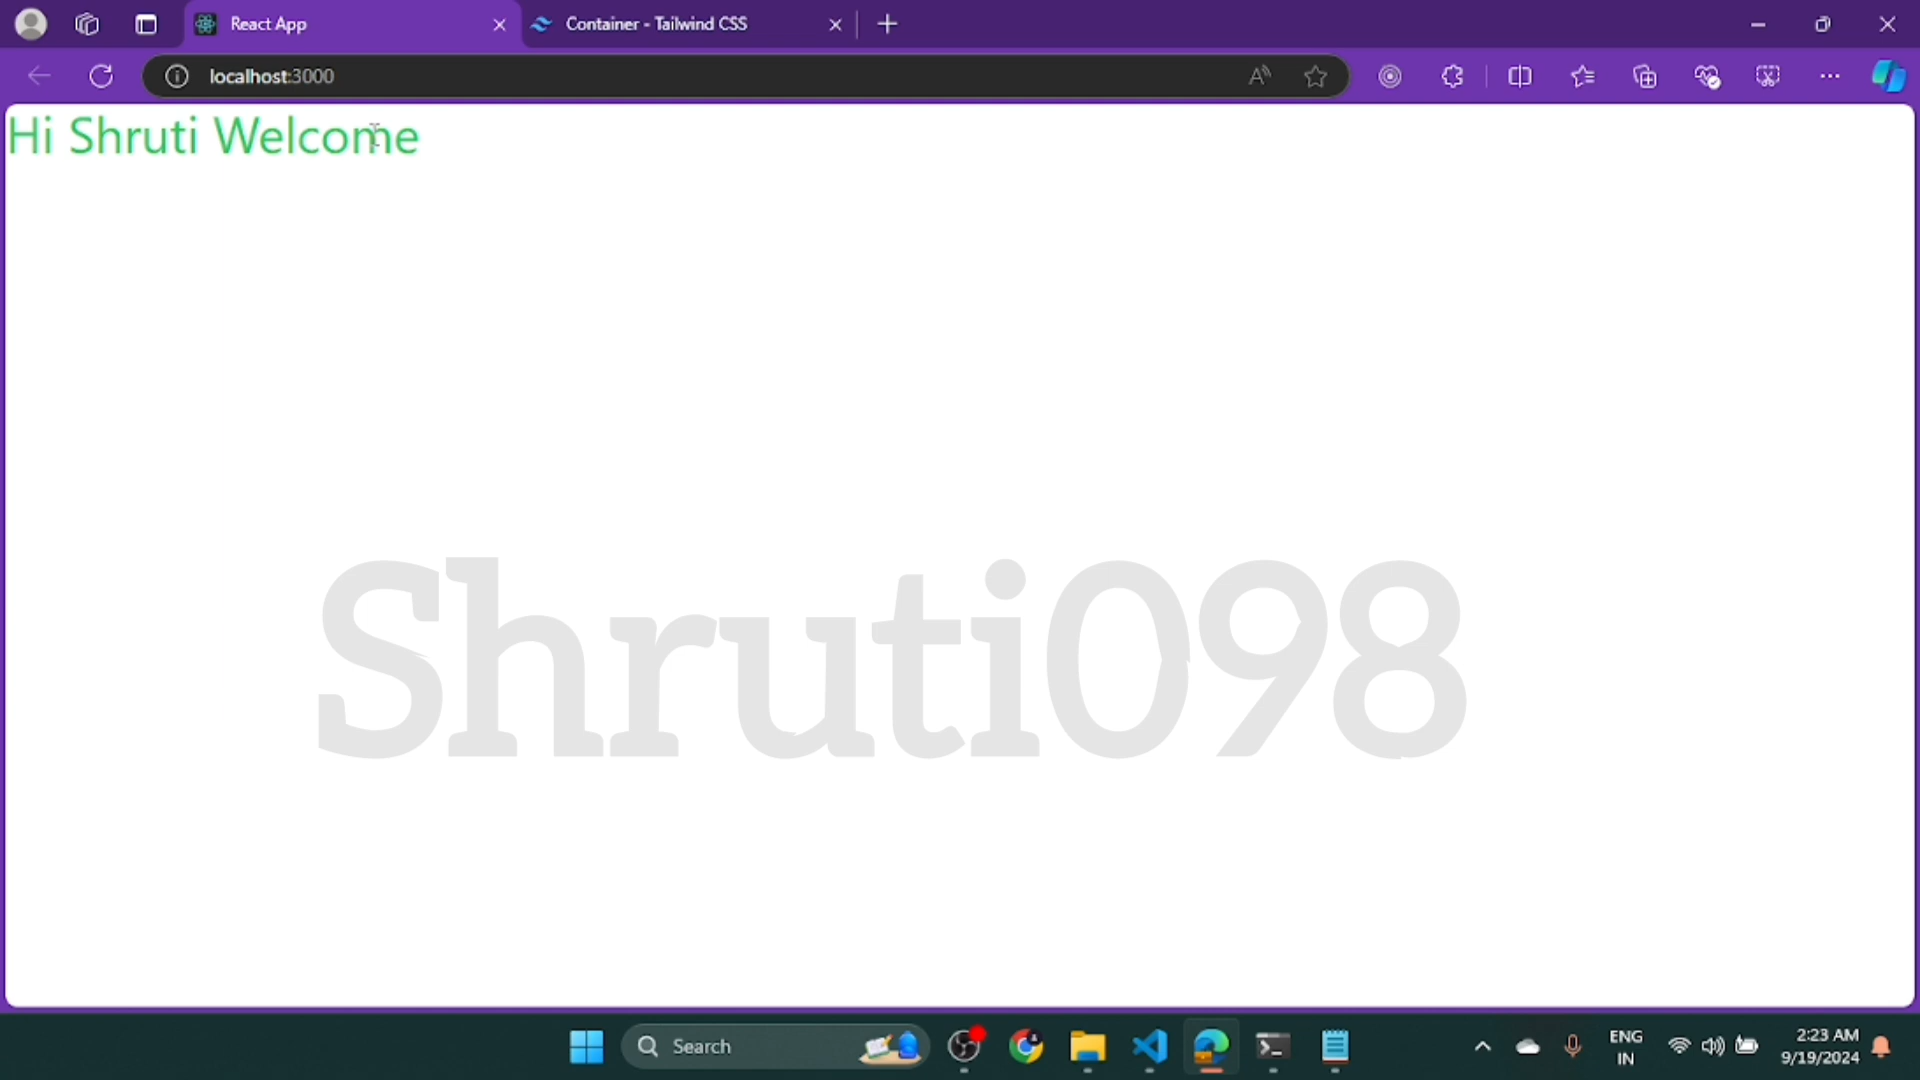 React App
Container - Tailwind CSS
localhost:3000
Hi Shruti Welcome
Shruti098
Search
ENG
IN
2:23 AM
9/19/2024